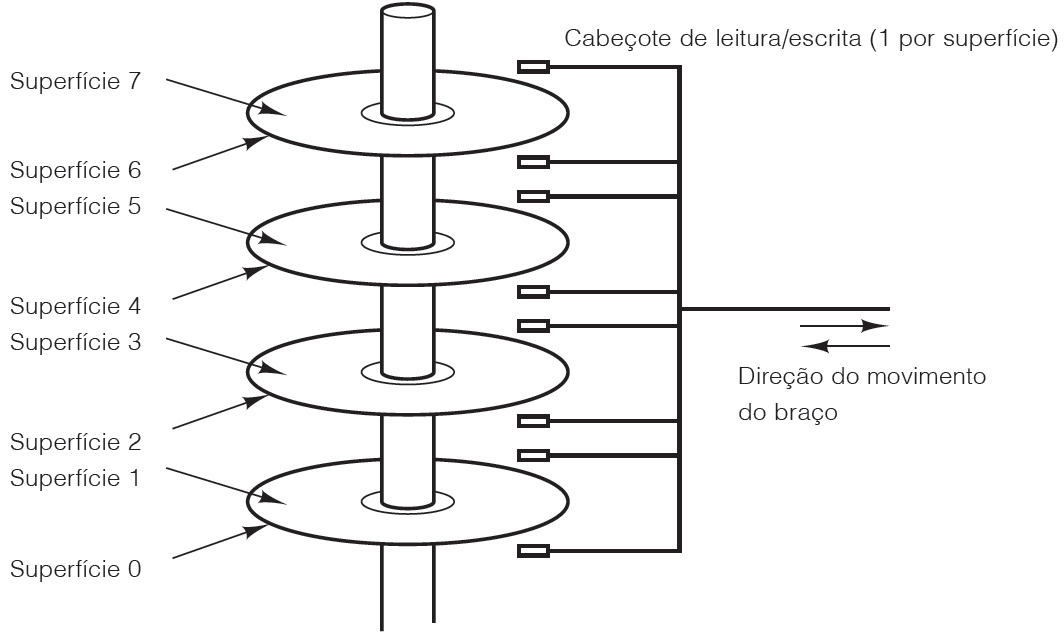 Cabeçote de leitura/escrita (1 por superfície)
Superfície 7
Superfície 6
Superfície 5
Superfície 4
Superfície 3
Direção do movimento
do braço
Superfície 2
Superfície 1
Superfície 0